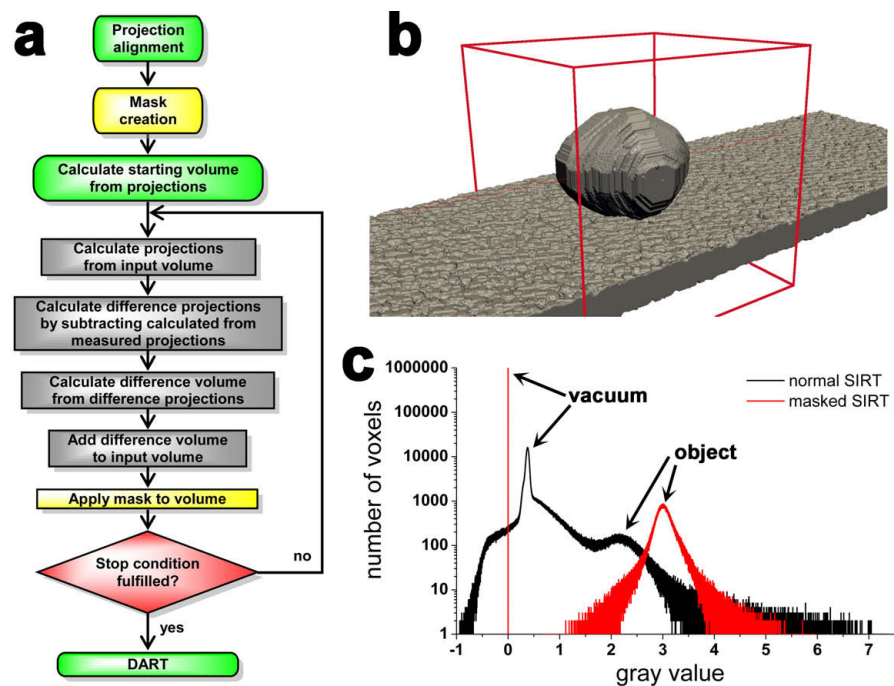 a
Projection
alignment
Mask
creation
Calculate starting volume
from projections
Calculate projections
from input volume
Calculate difference projections
by subtracting calculated from
measured projections
Calculate difference volume
from difference projections
Add difference volume
to input volume
Apply mask to volume
Stop condition
fulfilled?
no
yes
DART
b
c
normal SIRT
masked SIRT
vacuum
object
number of voxels
1000000
100000
10000
1000
100
10
1
-1 0 1 2 3 4 5 6 7
gray value